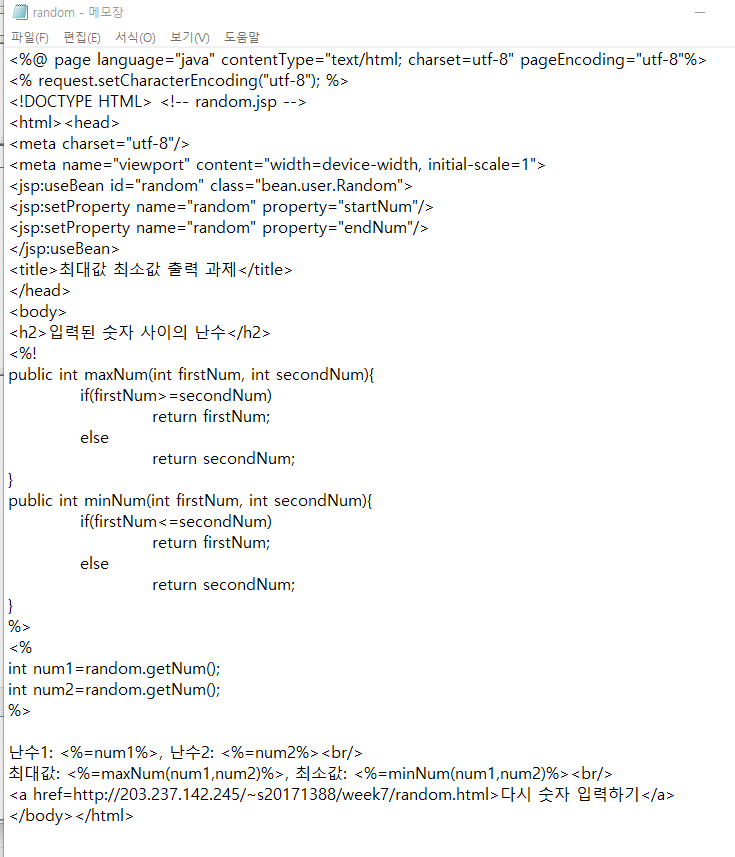 random - 메모장
파일(F) 편집(E) 서식(O) 보기(V) 도움말
<%@ page language="java" contentType="text/html; charset=utf-8" pageEncoding="utf-8"%>
<% request.setCharacterEncoding("utf-8"); %>
<!DOCTYPE HTML> <!-- random.jsp -->
<html><head>
<meta charset="utf-8"/>
<meta name="viewport" content="width=device-width, initial-scale=1">
<jsp:useBean id="random" class="bean.user.Random">
<jsp:setProperty name="random" property="startNum"/>
<jsp:setProperty name="random" property="endNum"/>
</jsp:useBean>
<title>최대값 최소값 출력 과제</title>
</head>
<body>
<h2>입력된 숫자 사이의 난수</h2>
<%!
public int maxNum(int firstNum, int secondNum){
if(firstNum>=secondNum)
return firstNum;
else
return secondNum;
}
public int minNum(int firstNum, int secondNum){
if(firstNum<=secondNum)
return firstNum;
else
return secondNum;
}
%>
<%
int num1=random.getNum();
int num2=random.getNum();
%>
난수1: <%=num1%>, 난수2: <%=num2%><br/>
최대값: <%=maxNum(num1,num2)%>, 최소값: <%=minNum(num1,num2)%><br/>
<a href=http://203.237.142.245/~s20171388/week7/random.html>다시 숫자 입력하기</a>
</body></html>